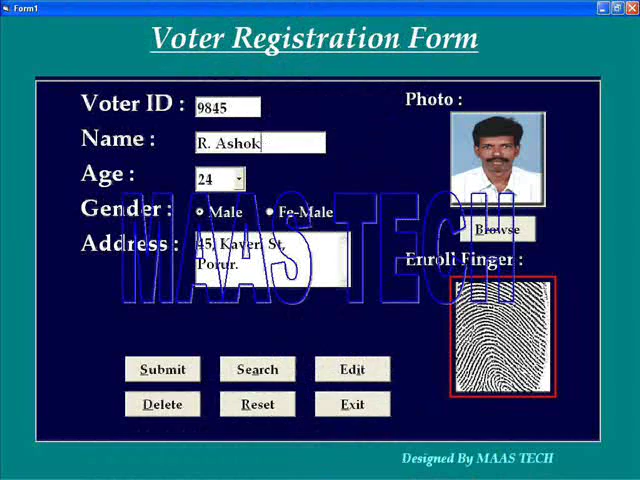 Form1
Voter Registration Form
Voter ID : 9845
Photo :
Name : R. Ashok
Age : 24
Gender : Male Fe-Male
Browse
Address : 45, Kaveri St,
Porur.
MAAS TECH
Enroll Finger :
Submit Search Edit
Delete Reset Exit
Designed By MAAS TECH